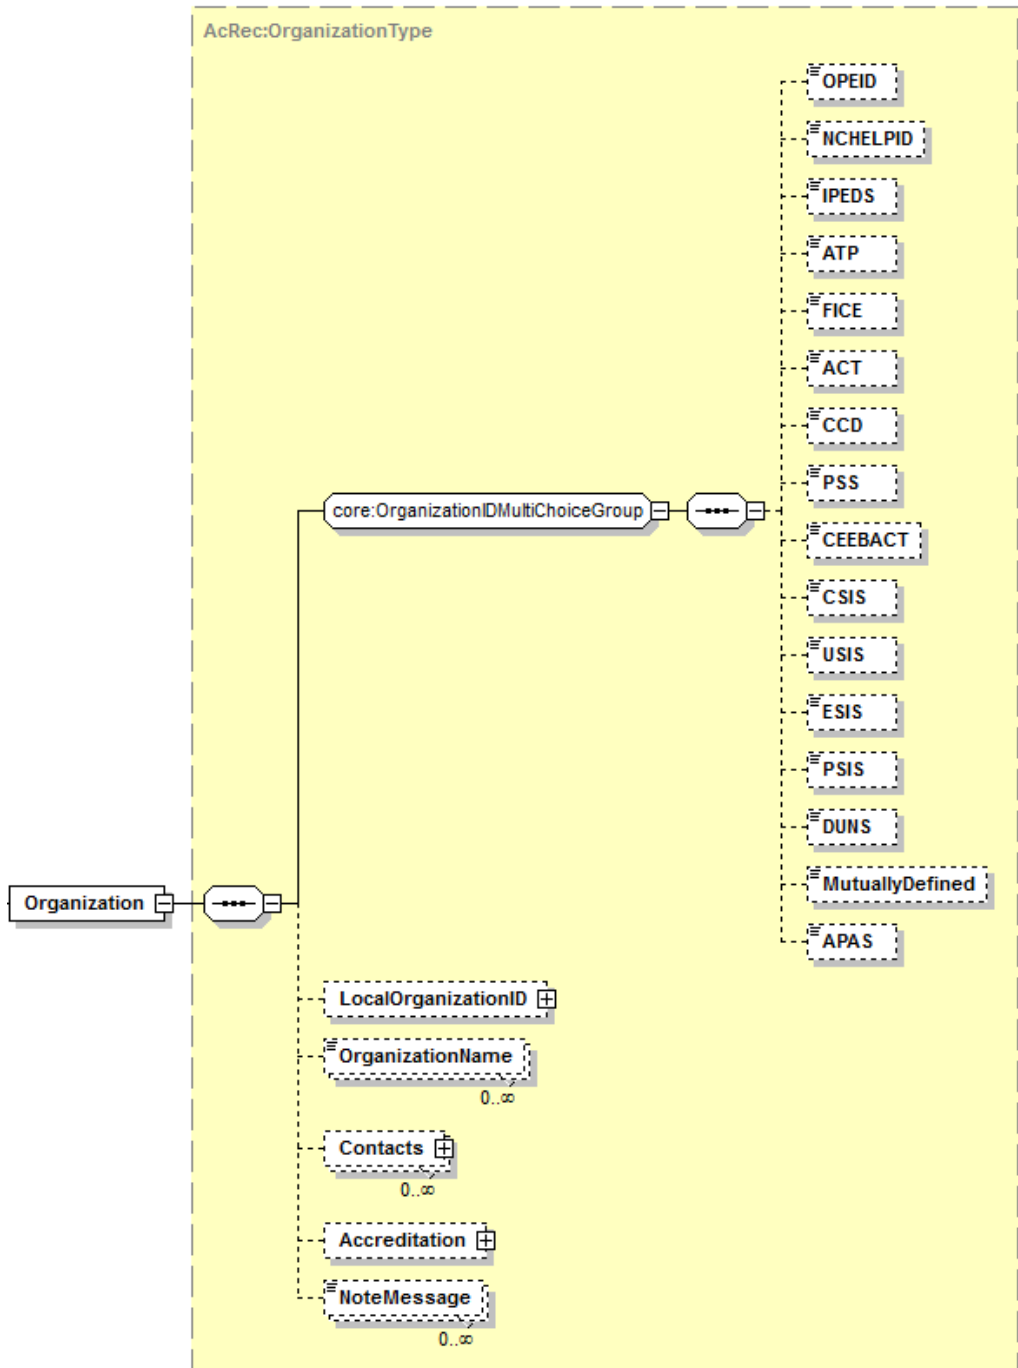 AcRec:OrganizationType
OPEID
NCHELPID
IPEDS
ATP
FICE
ACT
CCD
PSS
core:OrganizationIDMultiChoiceGroup
CEEBACT
CSIS
USIS
ESIS
PSIS
DUNS
MutuallyDefined
Organization
APAS
LocalOrganizationID
OrganizationName
0..∞
Contacts
0..∞
Accreditation
NoteMessage
0..∞